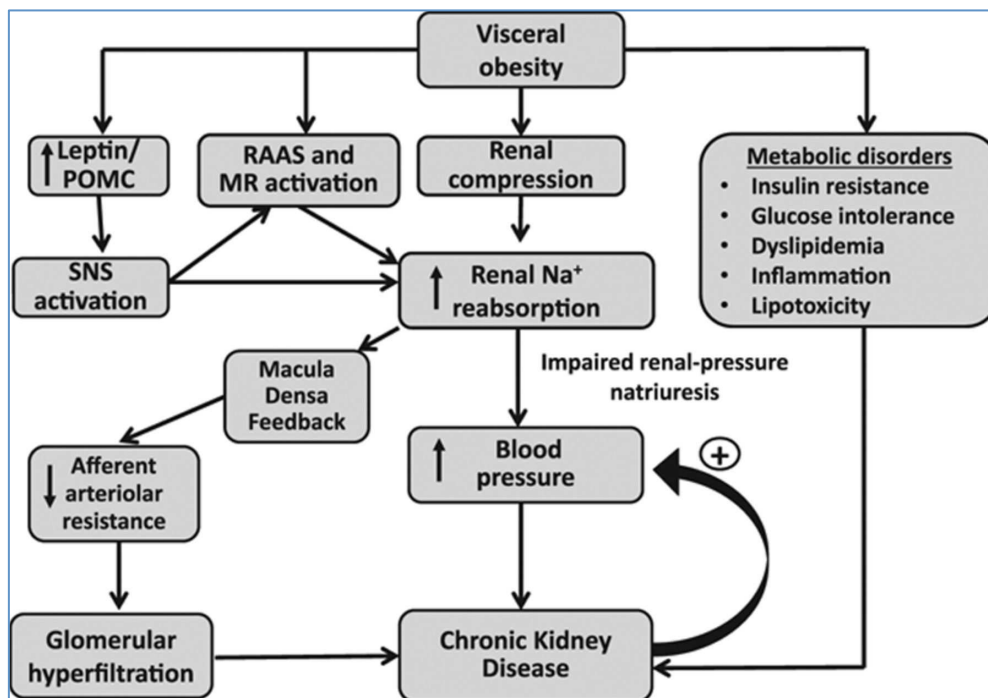 Visceral
obesity
Leptin/
POMC
RAAS and
MR activation
Renal
compression
Metabolic disorders
• Insulin resistance
• Glucose intolerance
• Dyslipidemia
• Inflammation
• Lipotoxicity
SNS
activation
Renal Na⁺
reabsorption
Macula
Densa
Feedback
Impaired renal-pressure
natriuresis
Afferent
arteriolar
resistance
Blood
pressure
+
Glomerular
hyperfiltration
Chronic Kidney
Disease